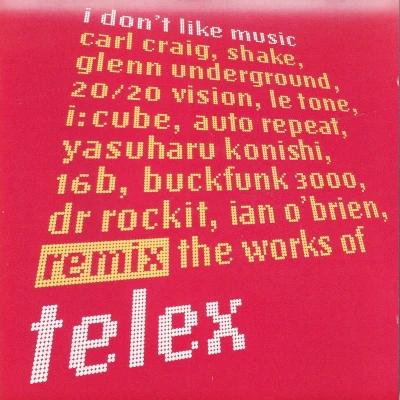 i don't like music
carl craig, shake,
glenn underground,
20/20 vision, le tone,
i:cube, auto repeat,
yasuharu konishi,
16b, buckfunk 3000,
dr rockit, ian o'brien,
remix the works of
telex